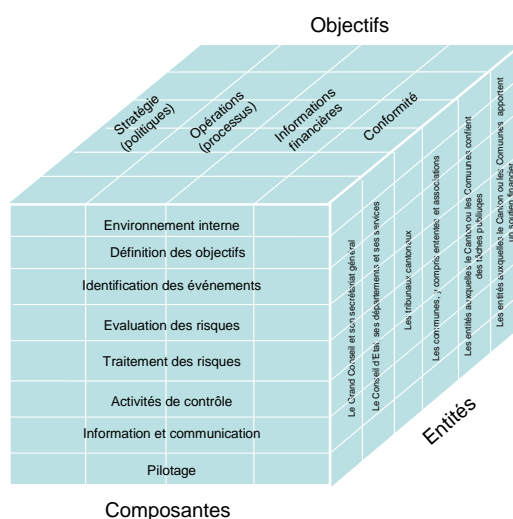 Objectifs
Stratégie
(politiques)
Opérations
(processus)
Informations
financières
Conformité
Environnement interne
Définition des objectifs
Identification des événements
Evaluation des risques
Traitement des risques
Activités de contrôle
Information et communication
Pilotage
Le Grand Conseil et son secrétariat général
Le Conseil d'Etat, ses départements et ses services
Les tribunaux cantonaux
Les communes, y compris ententes et associations
Les entités auxquelles le Canton ou les Communes confient
des tâches publiques
Les entités auxquelles le Canton ou les Communes apportent
un soutien financier
Entités
Composantes